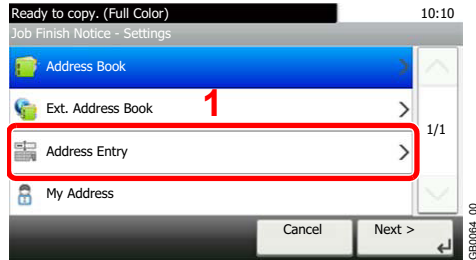 Ready to copy. (Full Color) 10:10
Job Finish Notice - Settings
Address Book
Ext. Address Book
1
1/1
Address Entry
My Address
Cancel Next >
GB0064_00